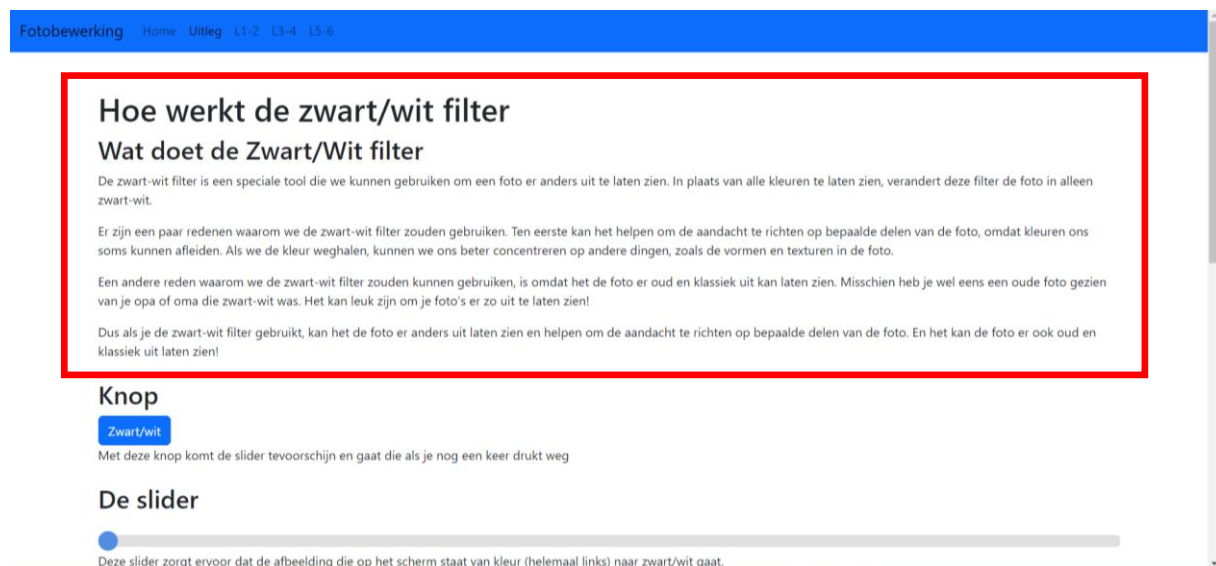 Fotobewerking Home Uitleg L1-2 L3-4 L5-6
Hoe werkt de zwart/wit filter
Wat doet de Zwart/Wit filter
De zwart-wit filter is een speciale tool die we kunnen gebruiken om een foto er anders uit te laten zien. In plaats van alle kleuren te laten zien, verandert deze filter de foto in alleen
zwart-wit.
Er zijn een paar redenen waarom we de zwart-wit filter zouden gebruiken. Ten eerste kan het helpen om de aandacht te richten op bepaalde delen van de foto, omdat kleuren ons
soms kunnen afleiden. Als we de kleur weghalen, kunnen we ons beter concentreren op andere dingen, zoals de vormen en texturen in de foto.
Een andere reden waarom we de zwart-wit filter zouden kunnen gebruiken, is omdat het de foto er oud en klassiek uit kan laten zien. Misschien heb je wel eens een oude foto gezien
van je opa of oma die zwart-wit was. Het kan leuk zijn om je foto's er zo uit te laten zien!
Dus als je de zwart-wit filter gebruikt, kan het de foto er anders uit laten zien en helpen om de aandacht te richten op bepaalde delen van de foto. En het kan de foto er ook oud en
klassiek uit laten zien!
Knop
Zwart/wit
Met deze knop komt de slider tevoorschijn en gaat die als je nog een keer drukt weg
De slider
Deze slider zorgt ervoor dat de afbeelding die op het scherm staat van kleur (helemaal links) naar zwart/wit gaat.